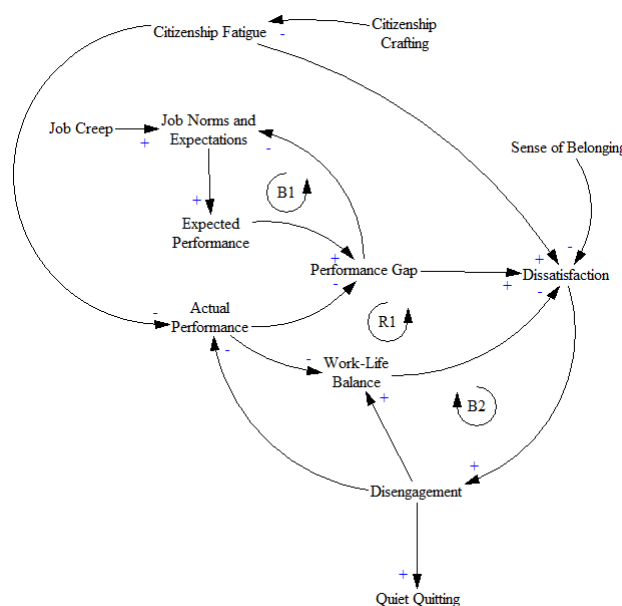 Citizenship Fatigue
-
Citizenship
Crafting
Job Creep
+
Job Norms and
Expectations
-
Sense of Belonging
B1
+
Expected
Performance
+
Performance Gap
-
+
+
-
Dissatisfaction
-
Actual
Performance
-
-
R1
-
Work-Life
Balance
+
B2
+
Disengagement
+
Quiet Quitting